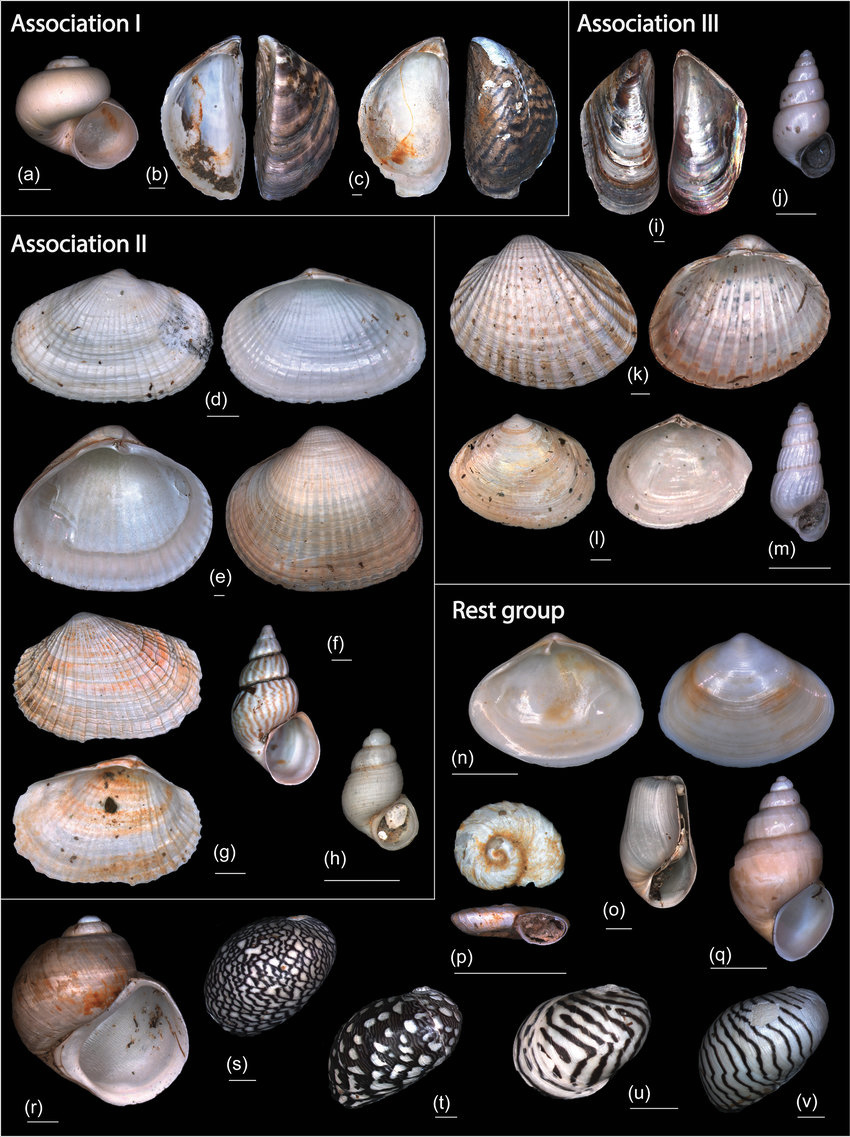 Association I
(a)
(b)
(c)
Association III
(i)
(j)
Association II
(d)
(e)
(f)
(g)
(h)
(k)
(l)
(m)
Rest group
(n)
(o)
(p)
(q)
(r)
(s)
(t)
(u)
(v)